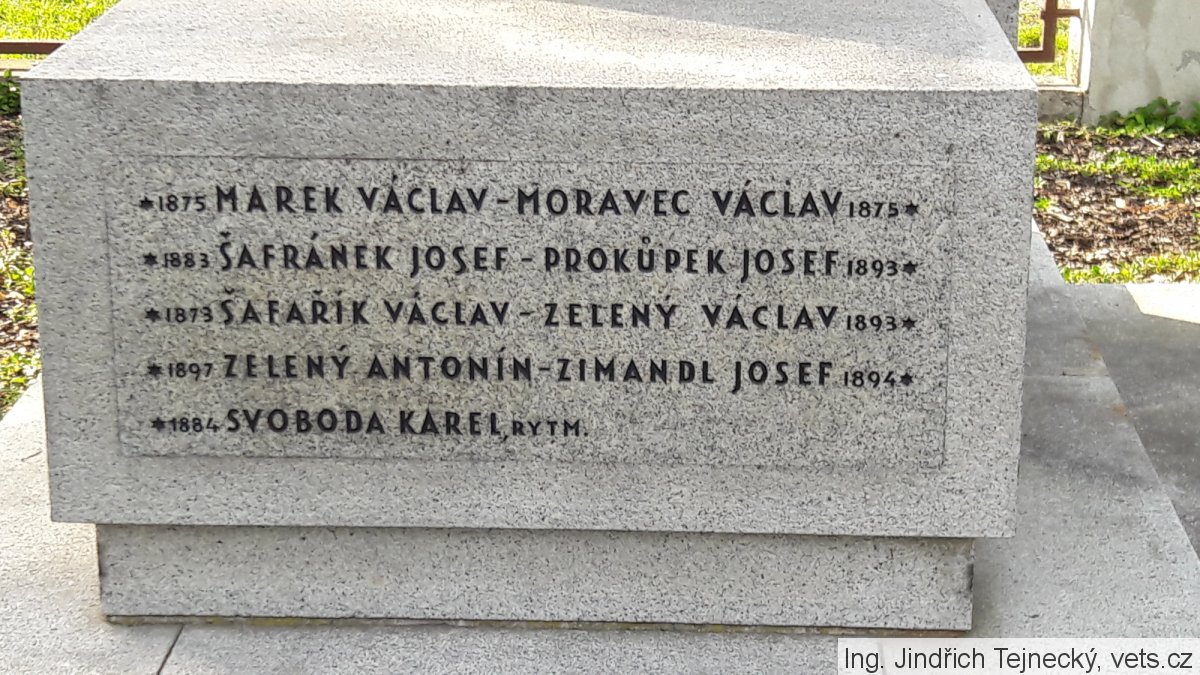 *1875 MAREK VÁCLAV - MORAVEC VÁCLAV 1875*
*1883 ŠAFRÁNEK JOSEF - PROKŮPEK JOSEF 1893*
*1873 ŠAFAŘÍK VÁCLAV - ZELENÝ VÁCLAV 1893*
*1897 ZELENÝ ANTONÍN - ZIMANDL JOSEF 1894*
*1884 SVOBODA KAREL, RYTM.
Ing. Jindřich Tejnecký, vets.cz